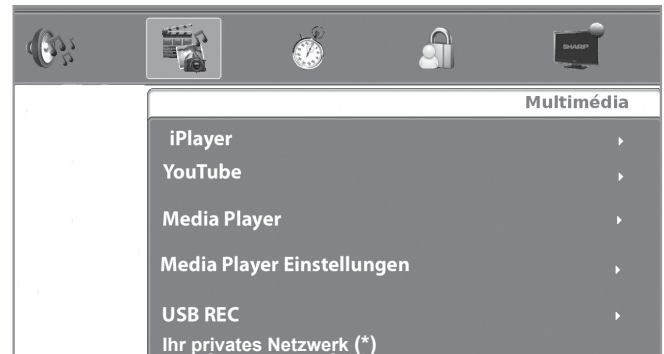 SHARP
Multimédia
iPlayer
YouTube
Media Player
Media Player Einstellungen
USB REC
Ihr privates Netzwerk (*)